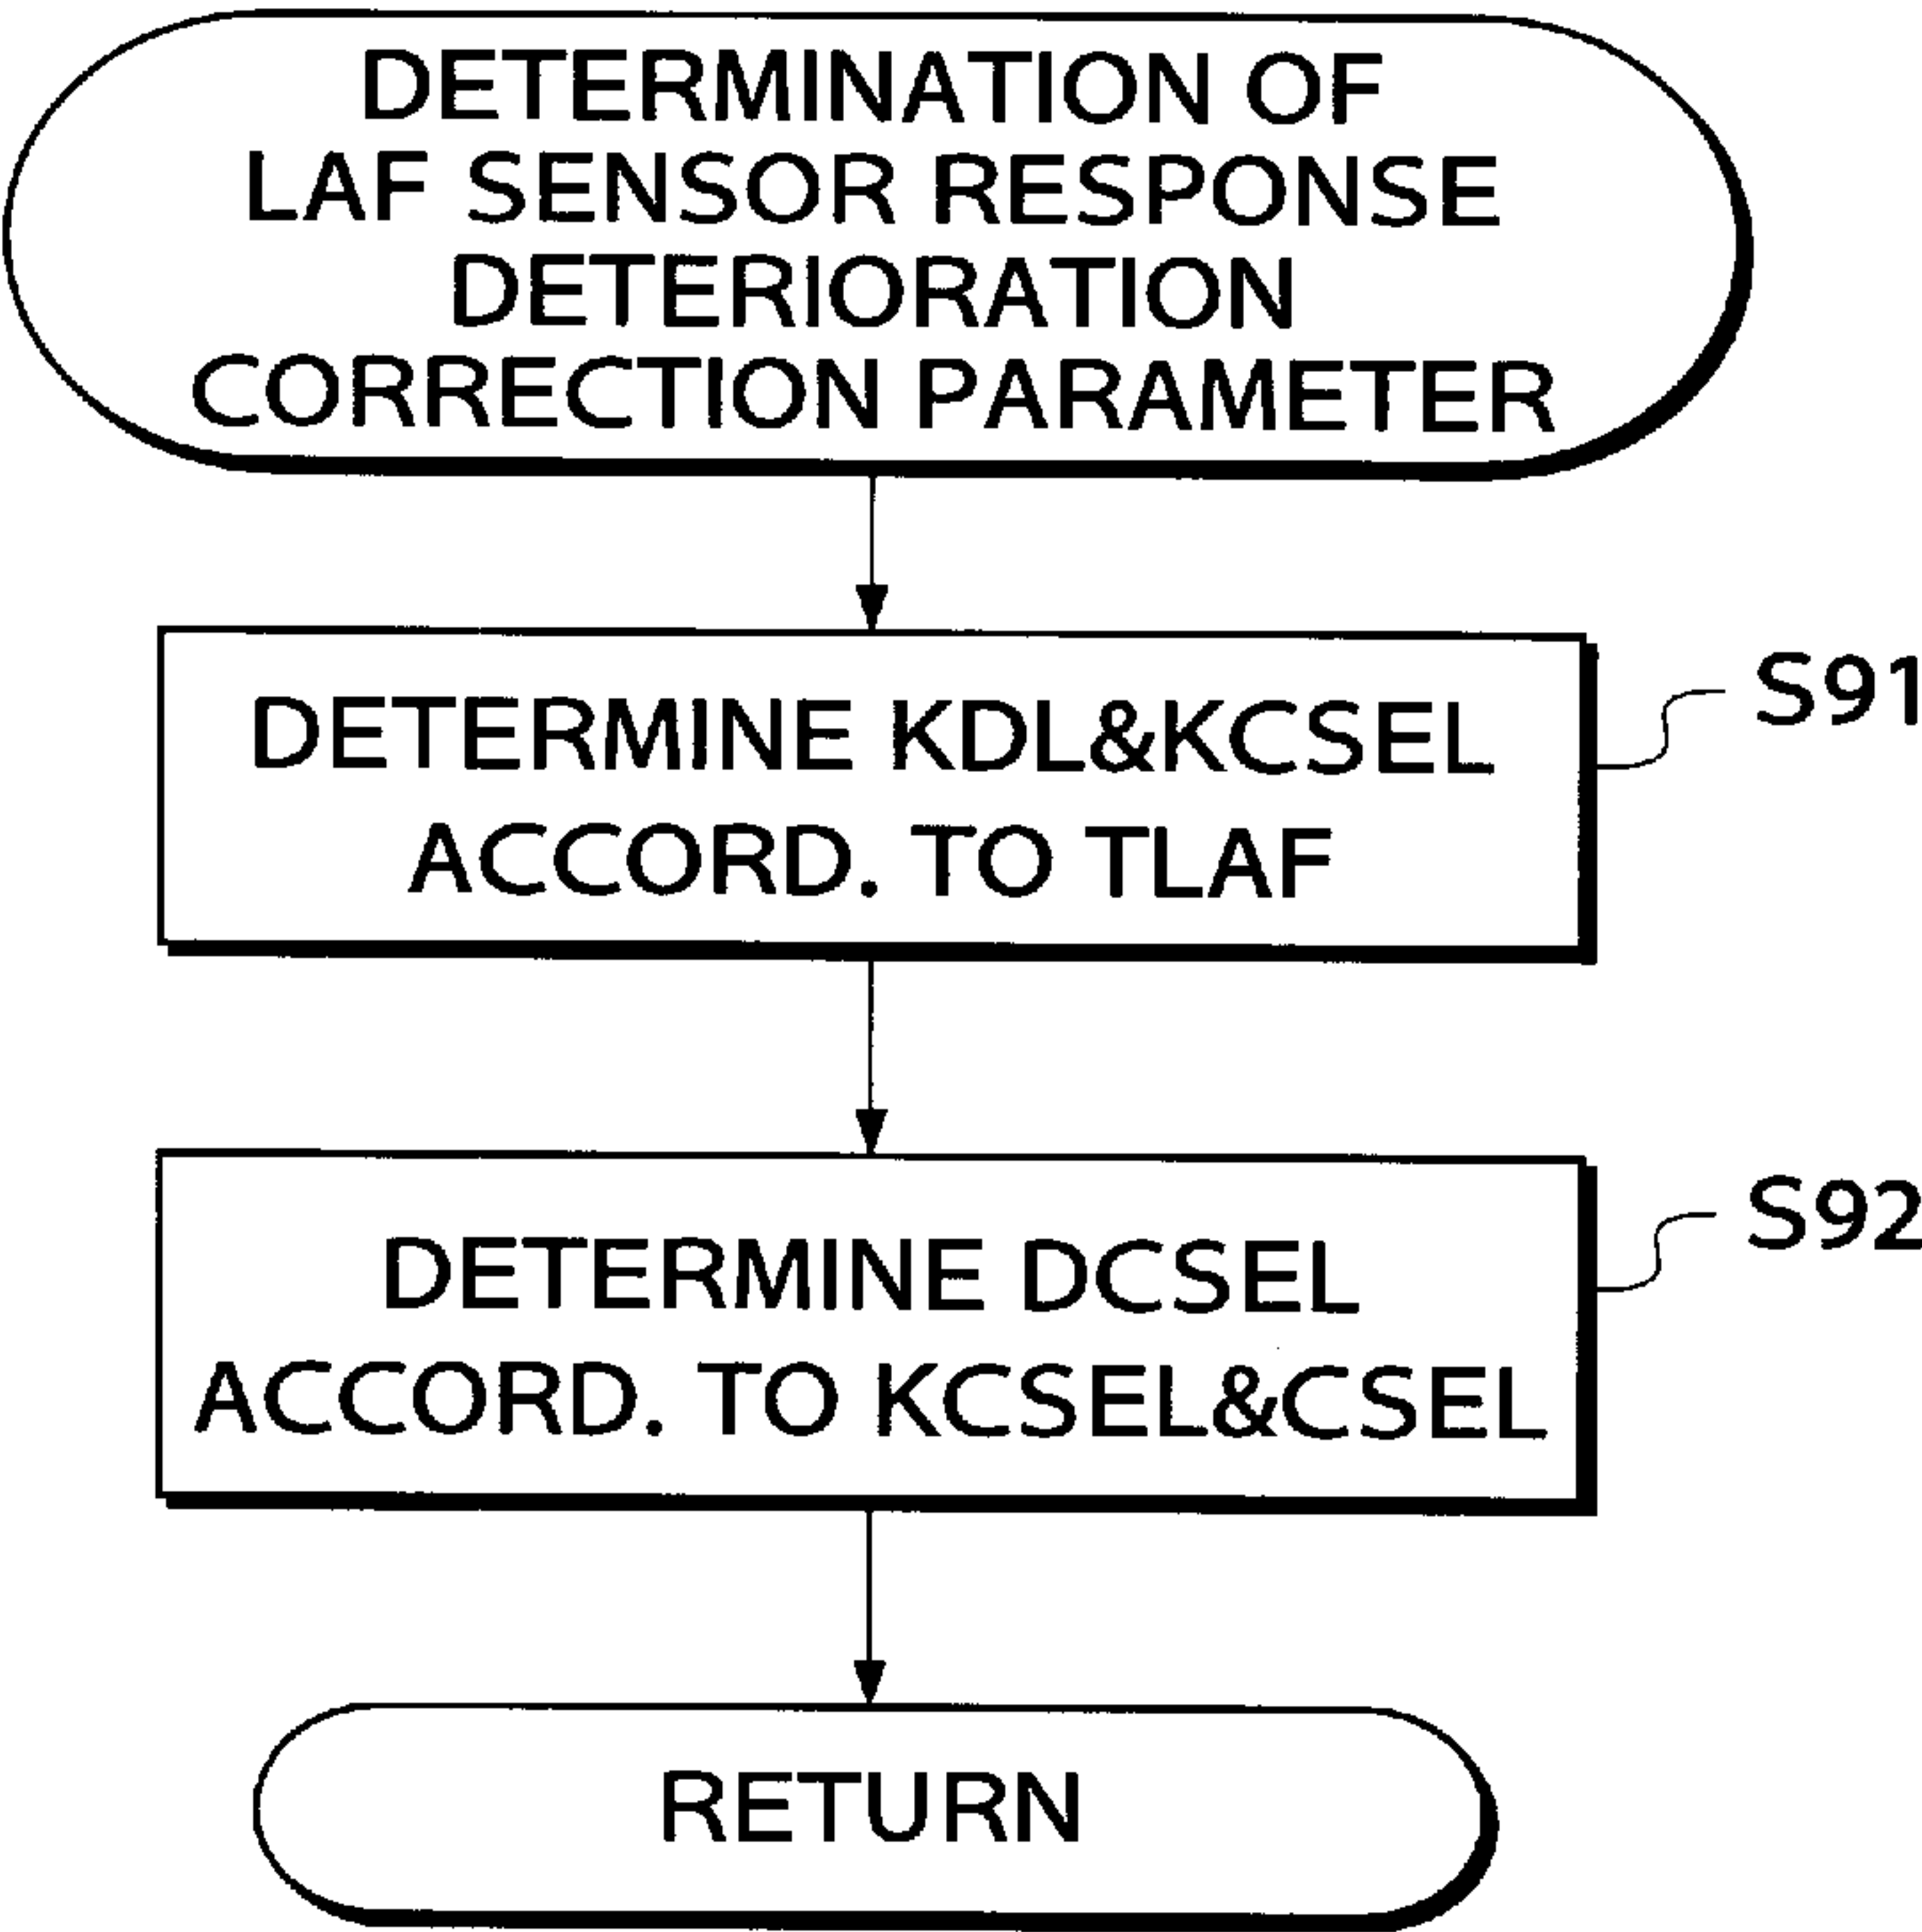 DETERMINATION OF
LAF SENSOR RESPONSE
DETERIORATION
CORRECTION PARAMETER
DETERMINE KDL&KCSEL
ACCORD. TO TLAF
S91
DETERMINE DCSEL
ACCORD. TO KCSEL&CSEL
S92
RETURN